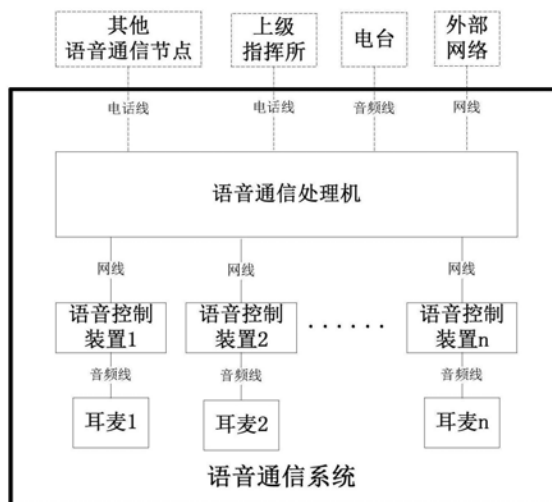 其他
语音通信节点
上级
指挥所
电台
外部
网络
电话线
电话线
音频线
网线
语音通信处理机
网线
网线
网线
语音控制
装置1
语音控制
装置2
......
语音控制
装置n
音频线
音频线
音频线
耳麦1
耳麦2
耳麦n
语音通信系统